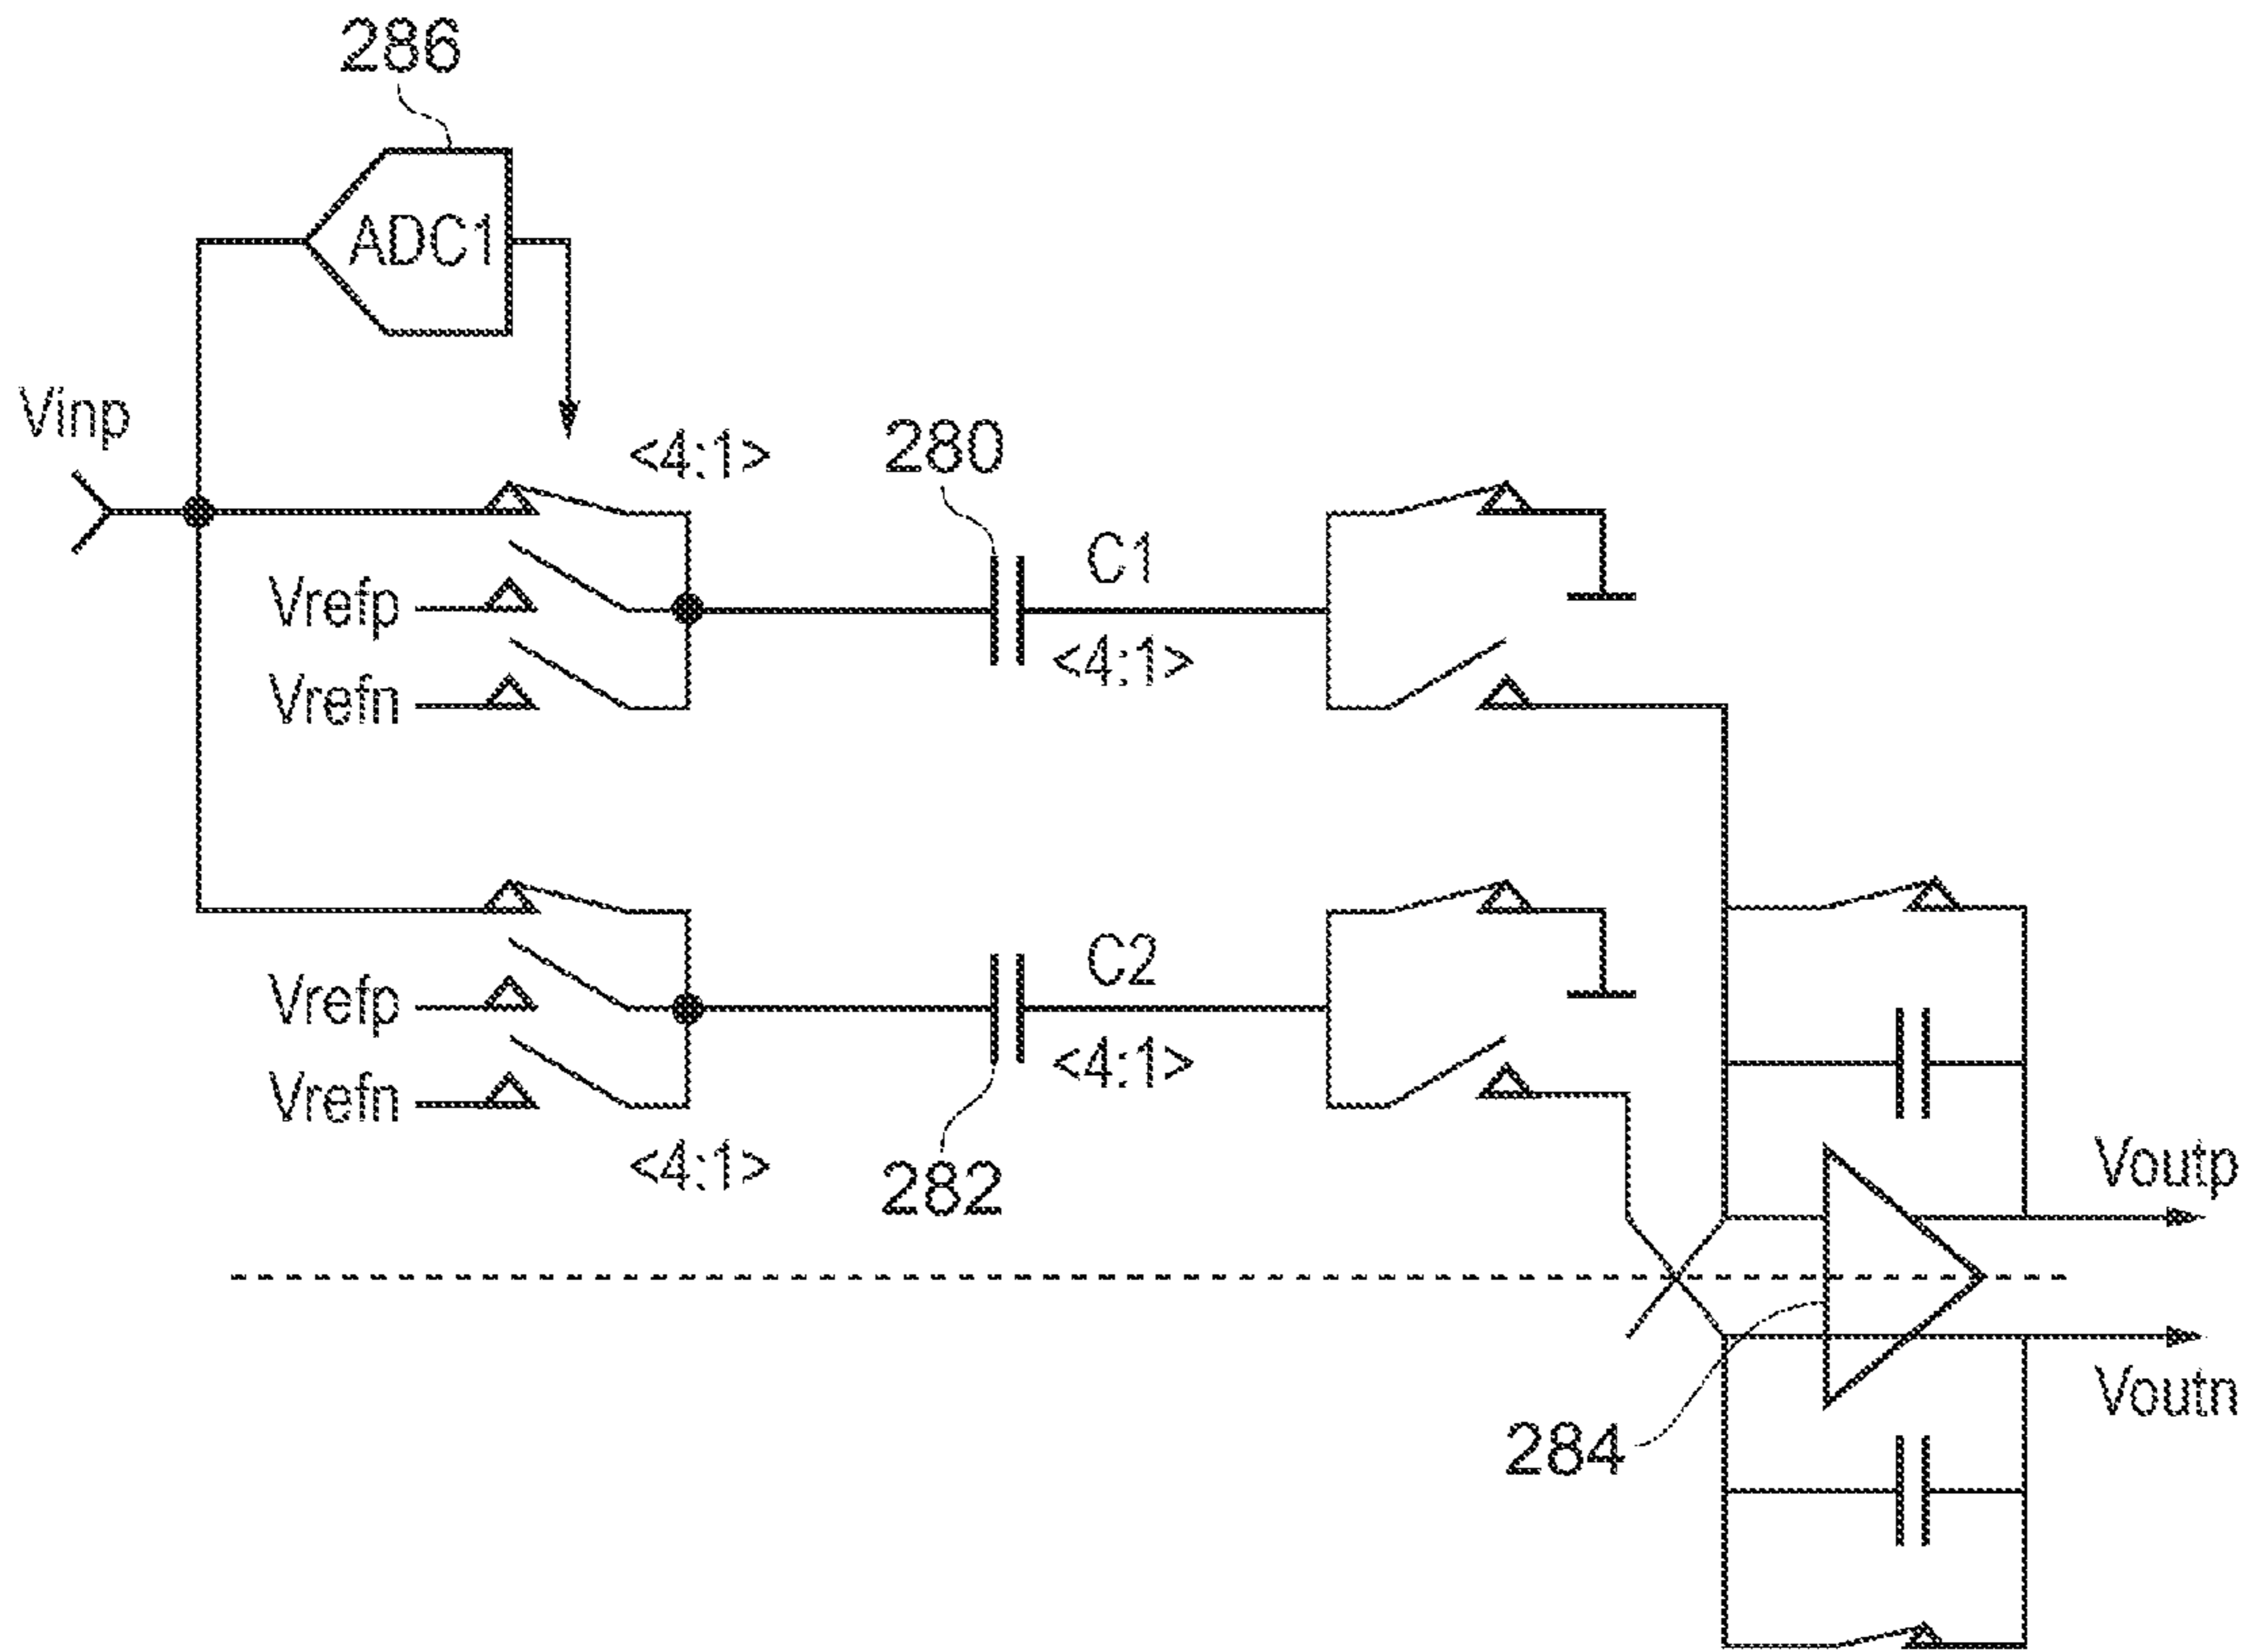 286
ADC1
Vinp
<4:1>
280
C1
Vrefp
<4:1>
Vrefn
C2
Vrefp
<4:1>
Vrefn
<4:1>
282
Voutp
Voutn
284